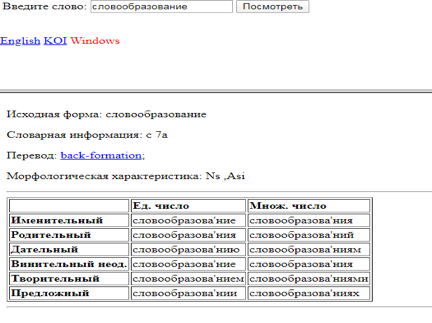 Введите слово: словообразование Посмотреть
English KOI Windows
Исходная форма: словообразование
Словарная информация: с 7а
Перевод: back-formation;
Морфологическая характеристика: Ns ,Asi
Ед. число Множ. число
Именительный словообразова'ние словообразова'ния
Родительный словообразова'ния словообразова'ний
Дательный словообразова'нию словообразова'ниям
Винительный неод. словообразова'ние словообразова'ния
Творительный словообразова'нием словообразова'ниями
Предложный словообразова'нии словообразова'ниях